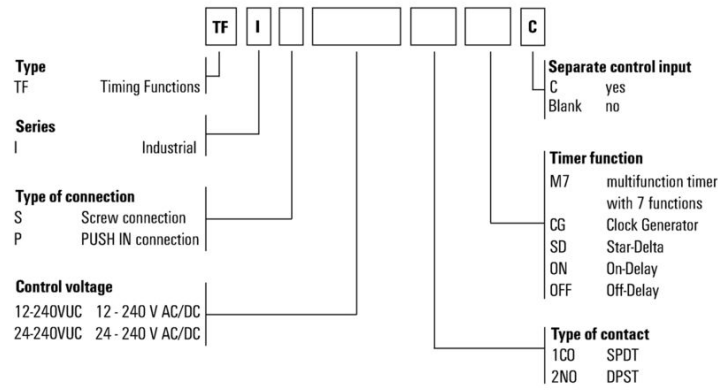 TF I C
Type
TF Timing Functions
Series
I Industrial
Type of connection
S Screw connection
P PUSH IN connection
Control voltage
12-240VUC 12 - 240 V AC/DC
24-240VUC 24 - 240 V AC/DC
Separate control input
C yes
Blank no
Timer function
M7 multifunction timer
with 7 functions
CG Clock Generator
SD Star-Delta
ON On-Delay
OFF Off-Delay
Type of contact
1CO SPDT
2NO DPST